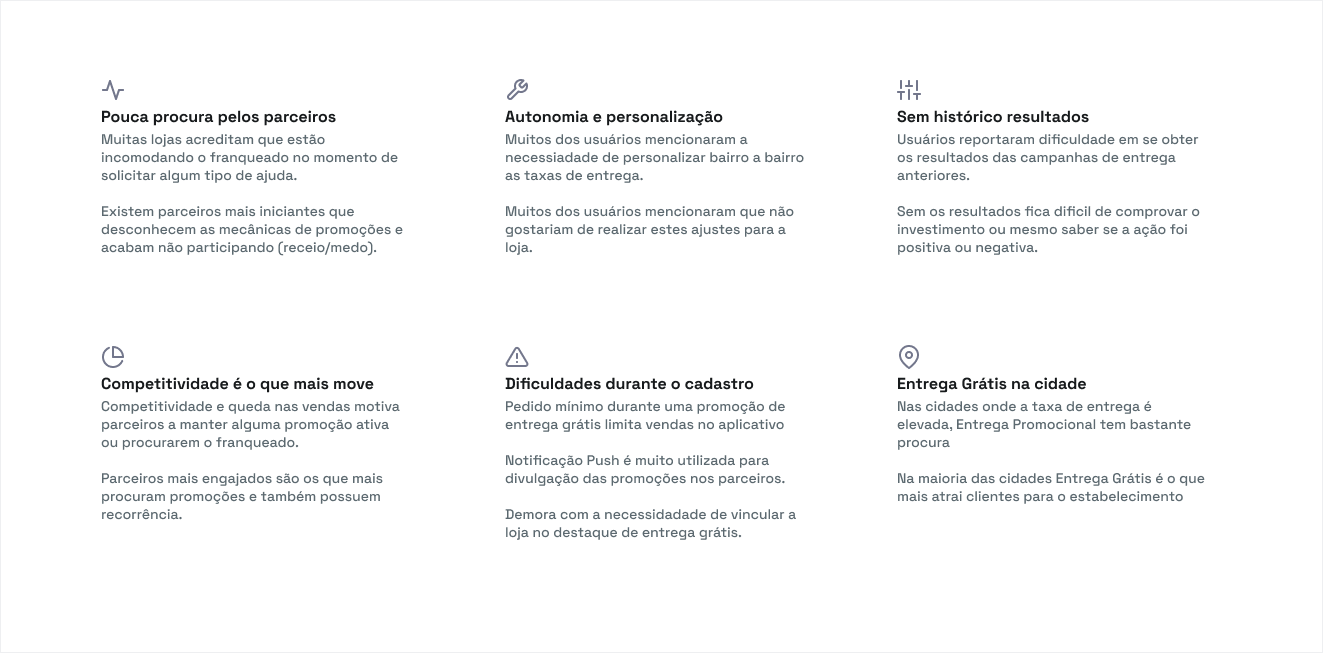 Pouca procura pelos parceiros
Muitas lojas acreditam que estão
incomodando o franqueado no momento de
solicitar algum tipo de ajuda.
Existem parceiros mais iniciantes que
desconhecem as mecânicas de promoções e
acabam não participando (receio/medo).
Autonomia e personalização
Muitos dos usuários mencionaram a
necessiadade de personalizar bairro a bairro
as taxas de entrega.
Muitos dos usuários mencionaram que não
gostariam de realizar estes ajustes para a
loja.
Sem histórico resultados
Usuários reportaram dificuldade em se obter
os resultados das campanhas de entrega
anteriores.
Sem os resultados fica dificil de comprovar o
investimento ou mesmo saber se a ação foi
positiva ou negativa.
Competitividade é o que mais move
Competitividade e queda nas vendas motiva
parceiros a manter alguma promoção ativa
ou procurarem o franqueado.
Parceiros mais engajados são os que mais
procuram promoções e também possuem
recorrência.
Dificuldades durante o cadastro
Pedido mínimo durante uma promoção de
entrega grátis limita vendas no aplicativo
Notificação Push é muito utilizada para
divulgação das promoções nos parceiros.
Demora com a necessidadade de vincular a
loja no destaque de entrega grátis.
Entrega Grátis na cidade
Nas cidades onde a taxa de entrega é
elevada, Entrega Promocional tem bastante
procura
Na maioria das cidades Entrega Grátis é o que
mais atrai clientes para o estabelecimento